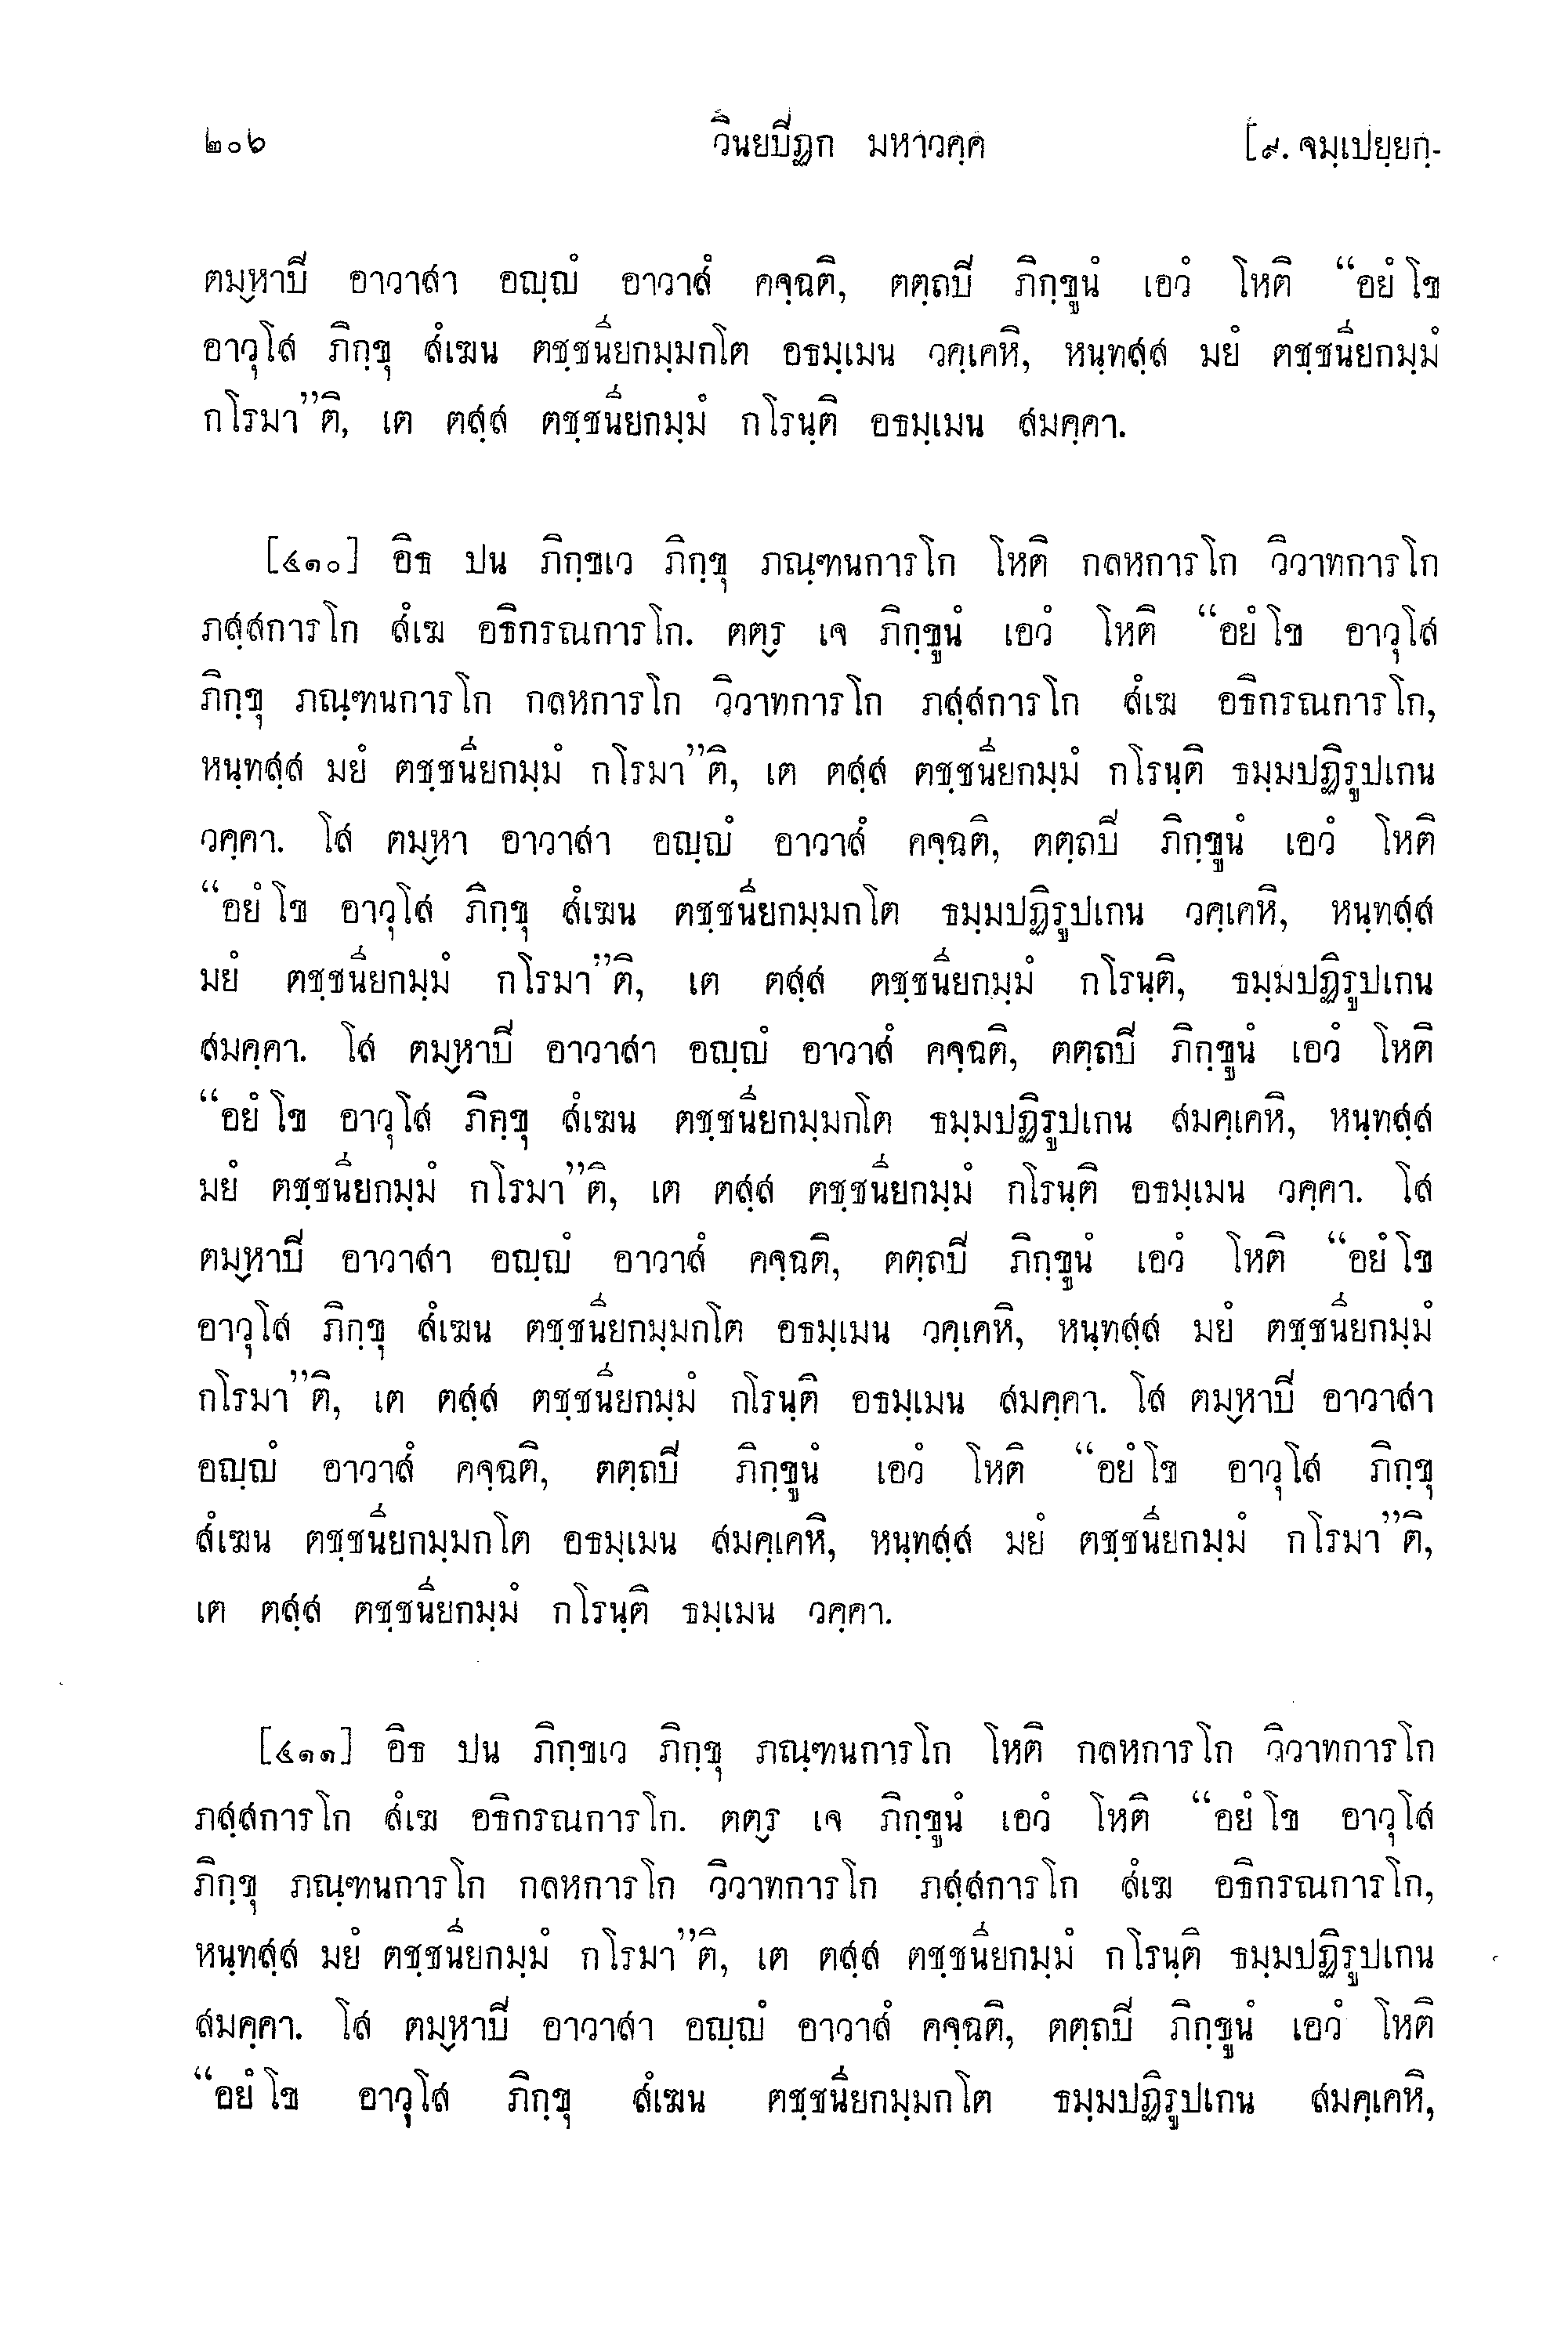 ๒๐๖ วินยปิฏก มหาวคฺค [๙. จมฺเปยฺยกฺ-
ตมฺหาปิ อาวาสา อญฺญํ อาวาสํ คจฺฉติ, ตตฺถปิ ภิกฺขูนํ เอวํ โหติ “อยํ โข
อาวุโส ภิกฺขุ สํเฆน ตชฺชนียกมฺมกโต อธมฺเมน วคฺเคหิ, หนฺทสฺส มยํ ตชฺชนียกมฺมํ
กโรมา”ติ, เต ตสฺส ตชฺชนียกมฺมํ กโรนฺติ อธมฺเมน สมคฺคา.
[๔๑๐] อิธ ปน ภิกฺขเว ภิกฺขุ ภณฺฑนการโก โหติ กลหการโก วิวาทการโก
ภสฺสการโก สํเฆ อธิกรณการโก. ตตฺร เจ ภิกฺขูนํ เอวํ โหติ “อยํ โข อาวุโส
ภิกฺขุ ภณฺฑนการโก กลหการโก วิวาทการโก ภสฺสการโก สํเฆ อธิกรณการโก,
หนฺทสฺส มยํ ตชฺชนียกมฺมํ กโรมา”ติ, เต ตสฺส ตชฺชนียกมฺมํ กโรนฺติ ธมฺมปฏิรูปเกน
วคฺคา. โส ตมฺหา อาวาสา อญฺญํ อาวาสํ คจฺฉติ, ตตฺถปิ ภิกฺขูนํ เอวํ โหติ
“อยํ โข อาวุโส ภิกฺขุ สํเฆน ตชฺชนียกมฺมกโต ธมฺมปฏิรูปเกน วคฺเคหิ, หนฺทสฺส
มยํ ตชฺชนียกมฺมํ กโรมา”ติ, เต ตสฺส ตชฺชนียกมฺมํ กโรนฺติ, ธมฺมปฏิรูปเกน
สมคฺคา. โส ตมฺหาปิ อาวาสา อญฺญํ อาวาสํ คจฺฉติ, ตตฺถปิ ภิกฺขูนํ เอวํ โหติ
“อยํ โข อาวุโส ภิกฺขุ สํเฆน ตชฺชนียกมฺมกโต ธมฺมปฏิรูปเกน สมคฺเคหิ, หนฺทสฺส
มยํ ตชฺชนียกมฺมํ กโรมา”ติ, เต ตสฺส ตชฺชนียกมฺมํ กโรนฺติ อธมฺเมน วคฺคา. โส
ตมฺหาปิ อาวาสา อญฺญํ อาวาสํ คจฺฉติ, ตตฺถปิ ภิกฺขูนํ เอวํ โหติ “อยํ โข
อาวุโส ภิกฺขุ สํเฆน ตชฺชนียกมฺมกโต อธมฺเมน วคฺเคหิ, หนฺทสฺส มยํ ตชฺชนียกมฺมํ
กโรมา”ติ, เต ตสฺส ตชฺชนียกมฺมํ กโรนฺติ อธมฺเมน สมคฺคา. โส ตมฺหาปิ อาวาสา
อญฺญํ อาวาสํ คจฺฉติ, ตตฺถปิ ภิกฺขูนํ เอวํ โหติ “อยํ โข อาวุโส ภิกฺขุ
สํเฆน ตชฺชนียกมฺมกโต อธมฺเมน สมคฺเคหิ, หนฺทสฺส มยํ ตชฺชนียกมฺมํ กโรมา”ติ,
เต ตสฺส ตชฺชนียกมฺมํ กโรนฺติ ธมฺเมน วคฺคา.
[๔๑๑] อิธ ปน ภิกฺขเว ภิกฺขุ ภณฺฑนการโก โหติ กลหการโก วิวาทการโก
ภสฺสการโก สํเฆ อธิกรณการโก. ตตฺร เจ ภิกฺขูนํ เอวํ โหติ “อยํ โข อาวุโส
ภิกฺขุ ภณฺฑนการโก กลหการโก วิวาทการโก ภสฺสการโก สํเฆ อธิกรณการโก,
หนฺทสฺส มยํ ตชฺชนียกมฺมํ กโรมา”ติ, เต ตสฺส ตชฺชนียกมฺมํ กโรนฺติ ธมฺมปฏิรูปเกน
สมคฺคา. โส ตมฺหาปิ อาวาสา อญฺญํ อาวาสํ คจฺฉติ, ตตฺถปิ ภิกฺขูนํ เอวํ โหติ
“อยํ โข อาวุโส ภิกฺขุ สํเฆน ตชฺชนียกมฺมกโต ธมฺมปฏิรูปเกน สมคฺเคหิ,